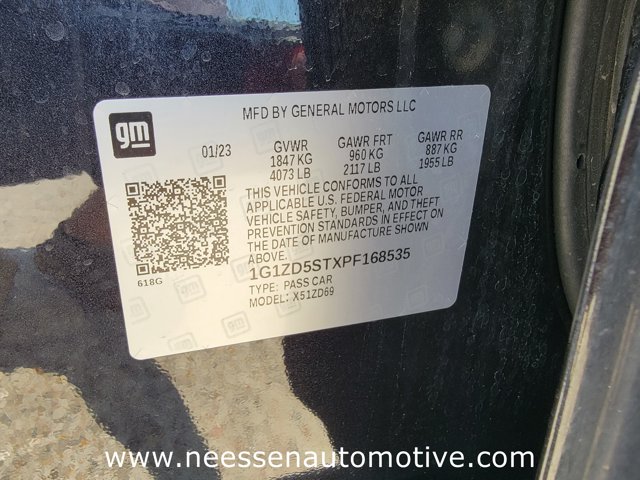 MFD BY GENERAL MOTORS LLC
gm
01/23 GVWR GAWR FRT GAWR RR
1847 KG 960 KG 887 KG
4073 LB 2117 LB 1955 LB
THIS VEHICLE CONFORMS TO ALL
APPLICABLE U.S. FEDERAL MOTOR
VEHICLE SAFETY, BUMPER, AND THEFT
PREVENTION STANDARDS IN EFFECT ON
THE DATE OF MANUFACTURE SHOWN
ABOVE.
1G1ZD5STXPF168535
618G
TYPE: PASS CAR
MODEL: X51ZD69
www.neessenautomotive.com